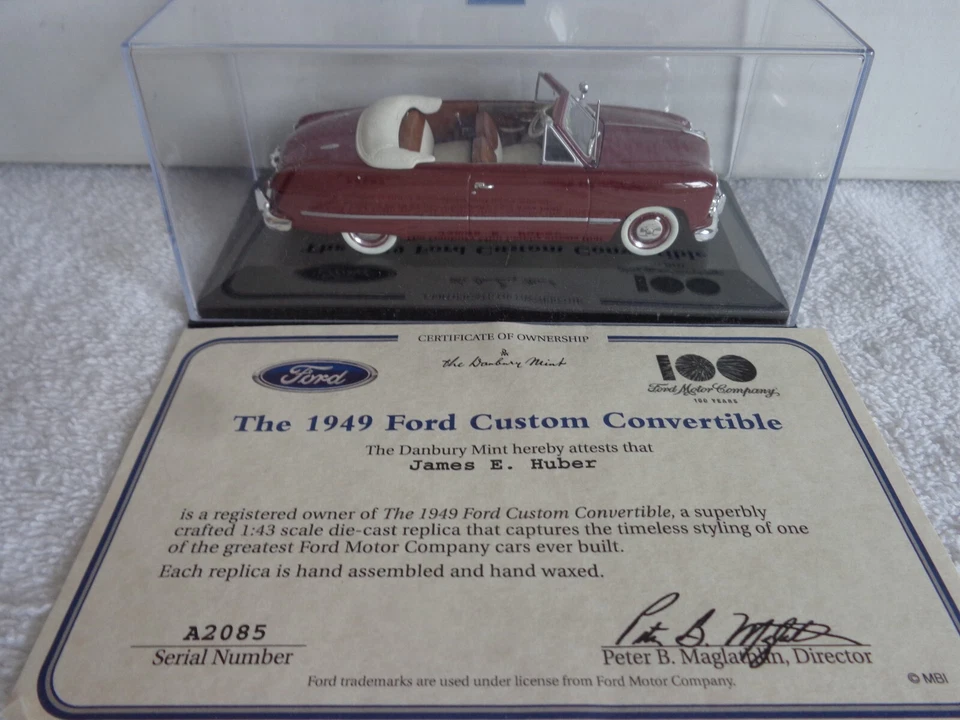 CERTIFICATE OF OWNERSHIP
Ford
the Danbury Mint
100
Ford Motor Company
100 YEARS
The 1949 Ford Custom Convertible
The Danbury Mint hereby attests that
James E. Huber
is a registered owner of The 1949 Ford Custom Convertible, a superbly
crafted 1:43 scale die-cast replica that captures the timeless styling of one
of the greatest Ford Motor Company cars ever built.
Each replica is hand assembled and hand waxed.
A2085
Serial Number
Peter B. Maglathlin, Director
Ford trademarks are used under license from Ford Motor Company.
© MBI